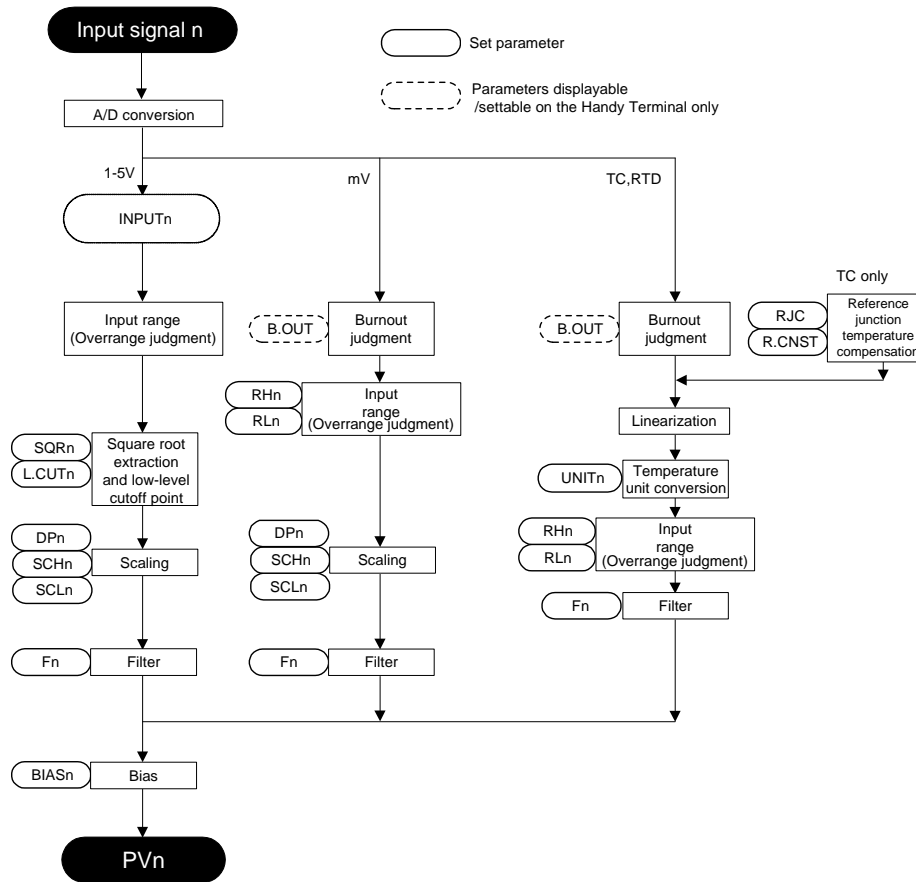 Input signal n
Set parameter
Parameters displayable
/settable on the Handy Terminal only
A/D conversion
1-5V
mV
TC,RTD
INPUTn
TC only
Input range
(Overrange judgment)
B.OUT
Burnout
judgment
B.OUT
Burnout
judgment
RJC
R.CNST
Reference
junction
temperature
compensation
RHn
RLn
Input
range
(Overrange judgment)
Linearization
SQRn
L.CUTn
Square root
extraction
and low-level
cutoff point
UNITn
Temperature
unit conversion
DPn
SCHn
SCLn
Scaling
DPn
SCHn
SCLn
Scaling
RHn
RLn
Input
range
(Overrange judgment)
Fn
Filter
Fn
Filter
Fn
Filter
BIASn
Bias
PVn